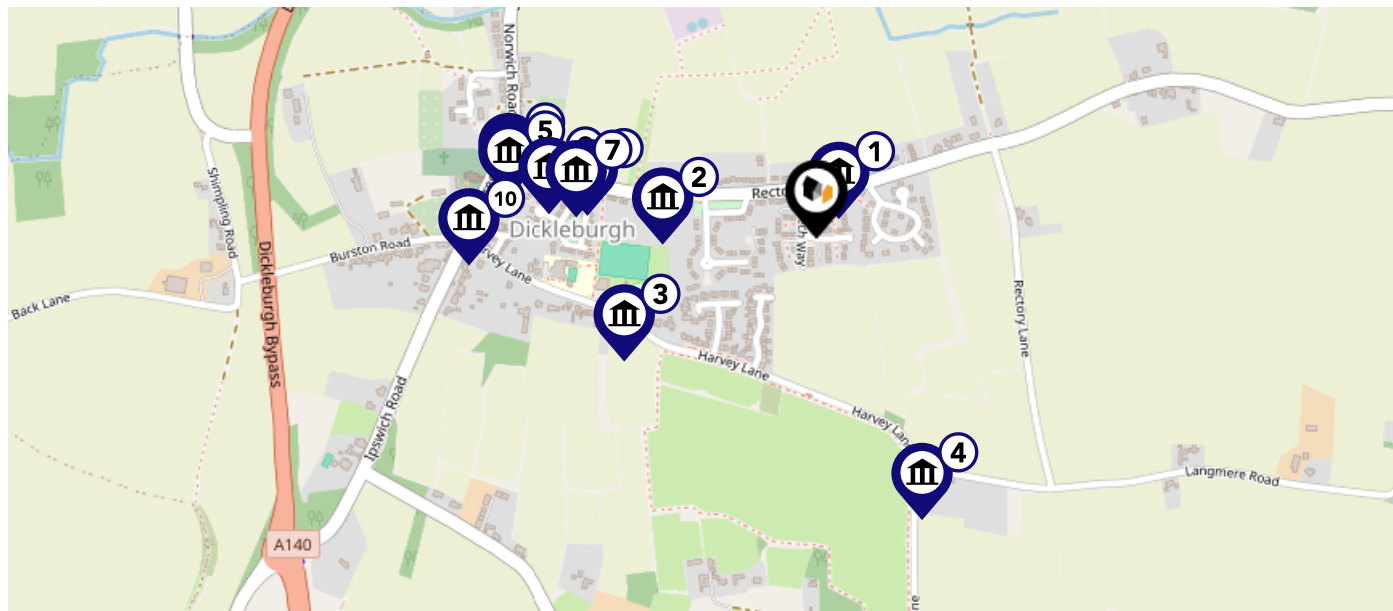 Norwich Road
5
7
1
2
Recto
10
Shimpling Road
Dickleburgh
Burston Road
Harvey Lane
Dickleburgh Bypass
Back Lane
3
Rectory Lane
Harvey Lane
Ipswich Road
Harvey Lan
4
Langmere Road
A140